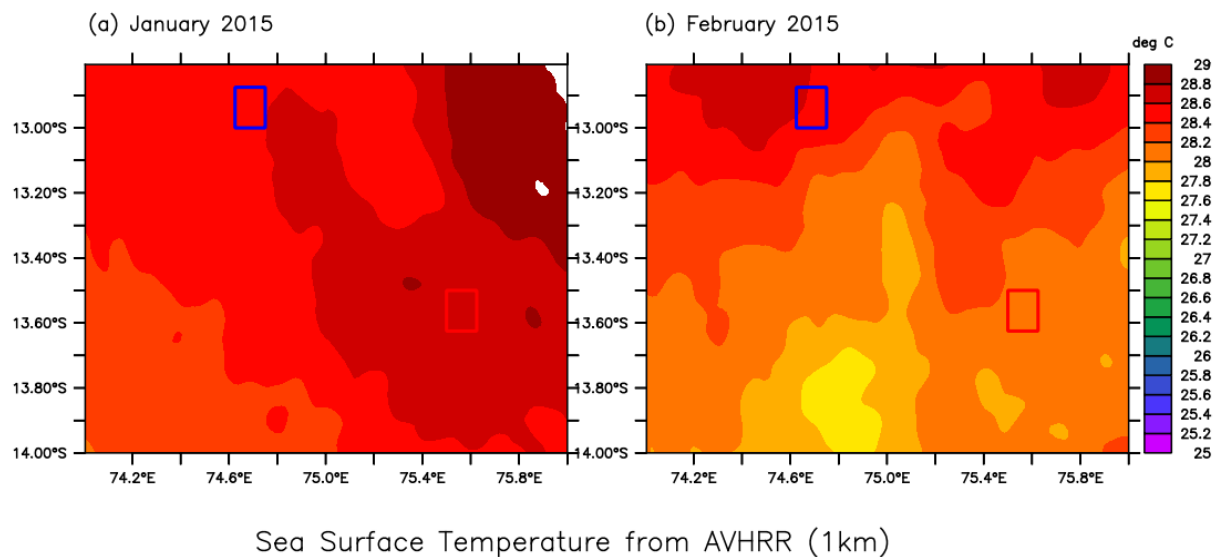 (a) January 2015
(b) February 2015
deg C
13.00°S
13.20°S
13.40°S
13.60°S
13.80°S
14.00°S
74.2°E
74.6°E
75.0°E
75.4°E
75.8°E
13.00°S
13.20°S
13.40°S
13.60°S
13.80°S
14.00°S
74.2°E
74.6°E
75.0°E
75.4°E
75.8°E
29
28.8
28.6
28.4
28.2
28
27.8
27.6
27.4
27.2
27
26.8
26.6
26.4
26.2
26
25.8
25.6
25.4
25.2
25
Sea Surface Temperature from AVHRR (1km)